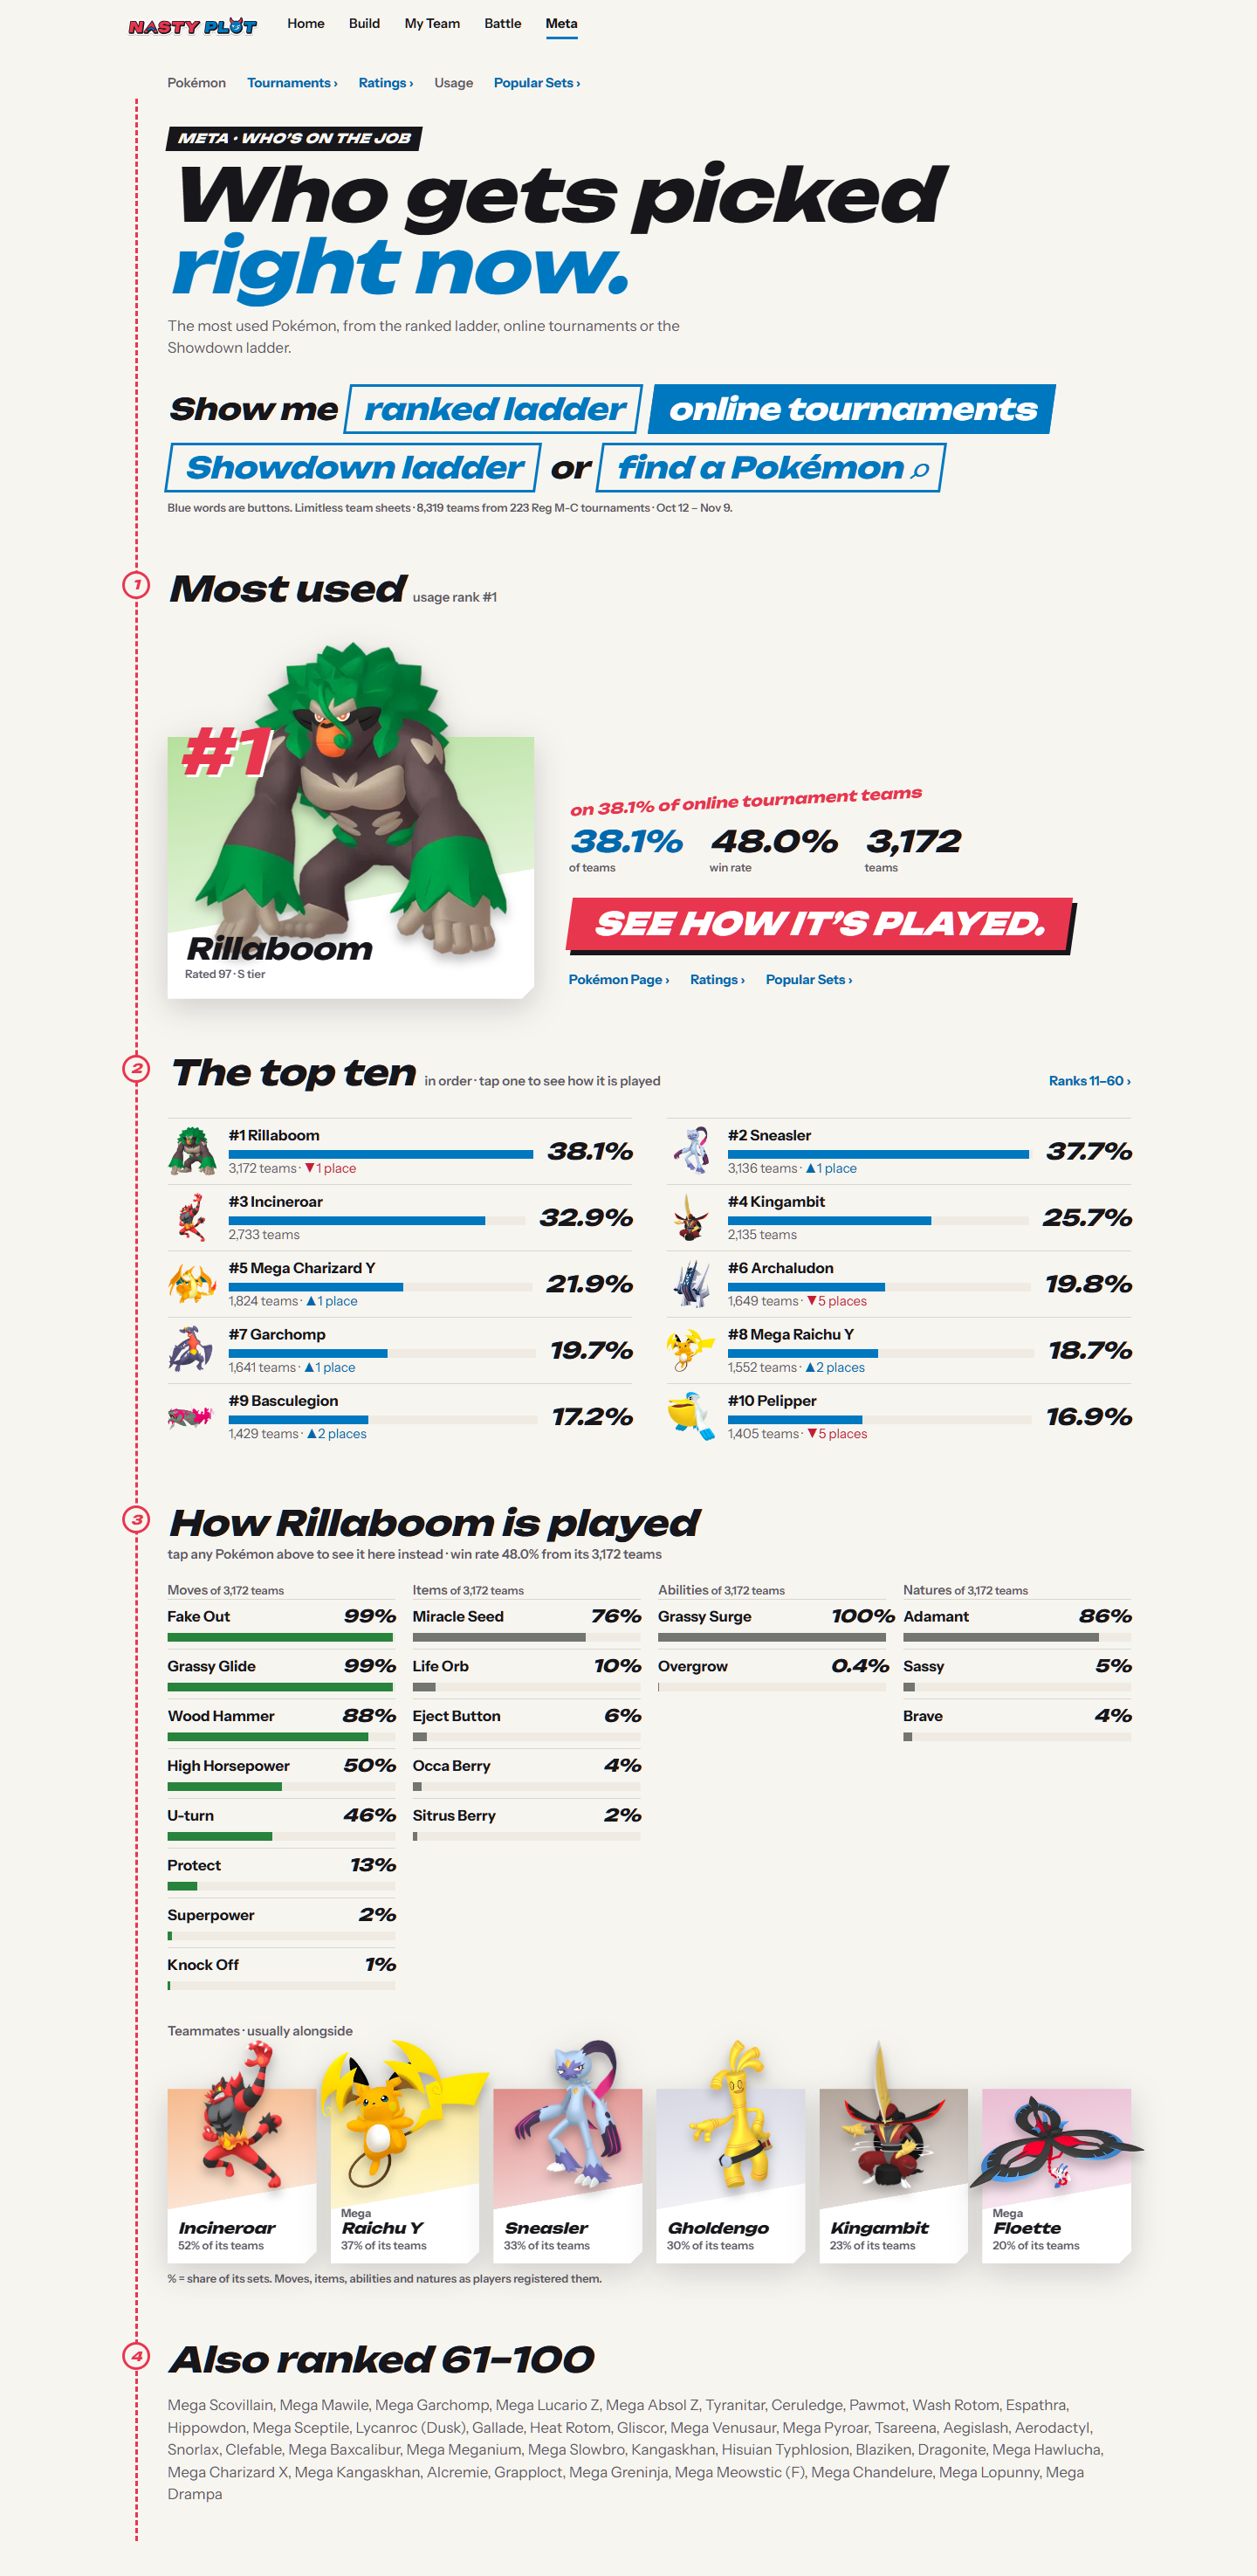 NASTY PLOT
Home Build My Team Battle Meta
Pokémon Tournaments › Ratings › Usage Popular Sets ›
META · WHO'S ON THE JOB
Who gets picked
right now.
The most used Pokémon, from the ranked ladder, online tournaments or the
Showdown ladder.
Show me ranked ladder online tournaments
Showdown ladder or find a Pokémon
Blue words are buttons. Limitless team sheets · 8,319 teams from 223 Reg M-C tournaments · Oct 12 – Nov 9.
1 Most used usage rank #1
#1
on 38.1% of online tournament teams
38.1% 48.0% 3,172
of teams win rate teams
SEE HOW IT'S PLAYED.
Rillaboom
Rated 97 · S tier
Pokémon Page › Ratings › Popular Sets ›
2 The top ten in order · tap one to see how it is played Ranks 11–60 ›
#1 Rillaboom 38.1%
3,172 teams · ▼1 place
#2 Sneasler 37.7%
3,136 teams · ▲1 place
#3 Incineroar 32.9%
2,733 teams
#4 Kingambit 25.7%
2,135 teams
#5 Mega Charizard Y 21.9%
1,824 teams · ▲1 place
#6 Archaludon 19.8%
1,649 teams · ▼5 places
#7 Garchomp 19.7%
1,641 teams · ▲1 place
#8 Mega Raichu Y 18.7%
1,552 teams · ▲2 places
#9 Basculegion 17.2%
1,429 teams · ▲2 places
#10 Pelipper 16.9%
1,405 teams · ▼5 places
3 How Rillaboom is played
tap any Pokémon above to see it here instead · win rate 48.0% from its 3,172 teams
Moves of 3,172 teams
Fake Out 99%
Grassy Glide 99%
Wood Hammer 88%
High Horsepower 50%
U-turn 46%
Protect 13%
Superpower 2%
Knock Off 1%
Items of 3,172 teams
Miracle Seed 76%
Life Orb 10%
Eject Button 6%
Occa Berry 4%
Sitrus Berry 2%
Abilities of 3,172 teams
Grassy Surge 100%
Overgrow 0.4%
Natures of 3,172 teams
Adamant 86%
Sassy 5%
Brave 4%
Teammates · usually alongside
Incineroar
52% of its teams
Mega
Raichu Y
37% of its teams
Sneasler
33% of its teams
Gholdengo
30% of its teams
Kingambit
23% of its teams
Mega
Floette
20% of its teams
% = share of its sets. Moves, items, abilities and natures as players registered them.
4 Also ranked 61–100
Mega Scovillain, Mega Mawile, Mega Garchomp, Mega Lucario Z, Mega Absol Z, Tyranitar, Ceruledge, Pawmot, Wash Rotom, Espathra,
Hippowdon, Mega Sceptile, Lycanroc (Dusk), Gallade, Heat Rotom, Gliscor, Mega Venusaur, Mega Pyroar, Tsareena, Aegislash, Aerodactyl,
Snorlax, Clefable, Mega Baxcalibur, Mega Meganium, Mega Slowbro, Kangaskhan, Hisuian Typhlosion, Blaziken, Dragonite, Mega Hawlucha,
Mega Charizard X, Mega Kangaskhan, Alcremie, Grapploct, Mega Greninja, Mega Meowstic (F), Mega Chandelure, Mega Lopunny, Mega
Drampa